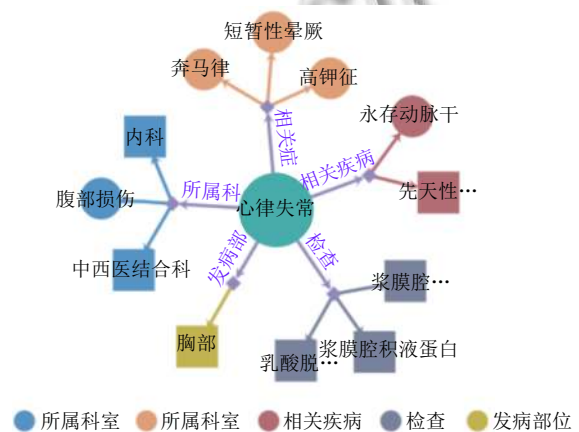 短暂性晕厥
奔马律
高钾征
永存动脉干
相关症
内科
相关疾病
所属科
先天性…
腹部损伤
心律失常
发病部
检查
中西医结合科
浆膜腔…
胸部
乳酸脱…
浆膜腔积液蛋白
所属科室 所属科室 相关疾病 检查 发病部位